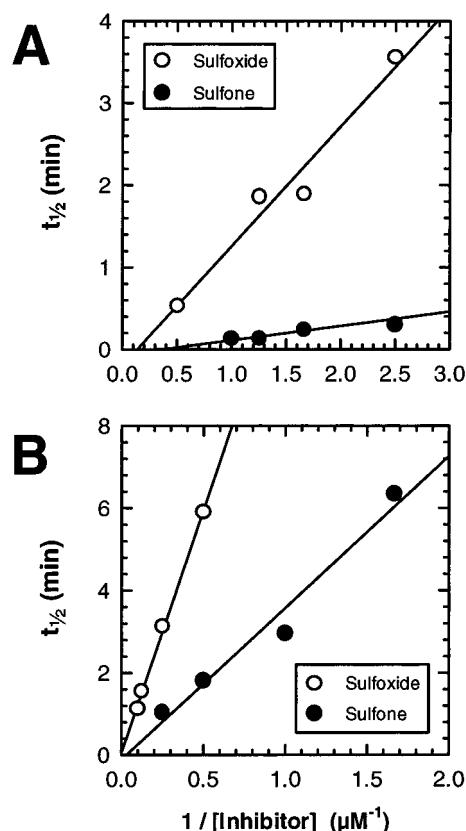 A
4
3
2
1
0
t½ (min)
Sulfoxide
Sulfone
0.0 0.5 1.0 1.5 2.0 2.5 3.0
B
8
6
4
2
0
t½ (min)
Sulfoxide
Sulfone
0.0 0.5 1.0 1.5 2.0
1 / [Inhibitor] (µM⁻¹)